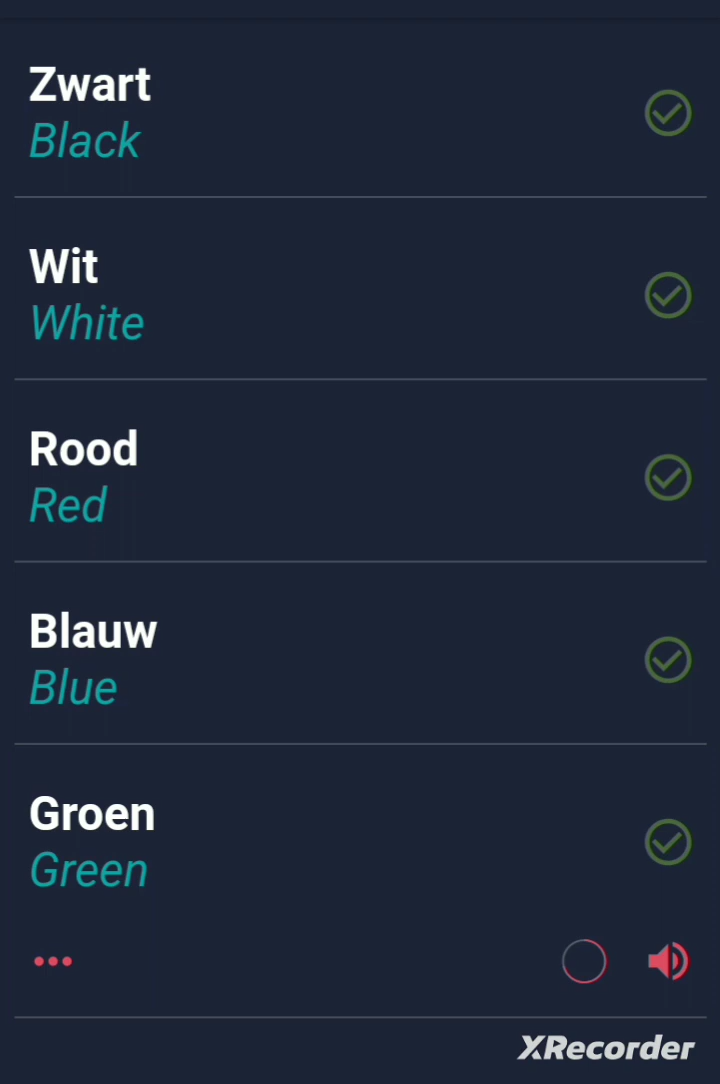 Zwart
Black
Wit
White
Rood
Red
Blauw
Blue
Groen
Green
XRecorder